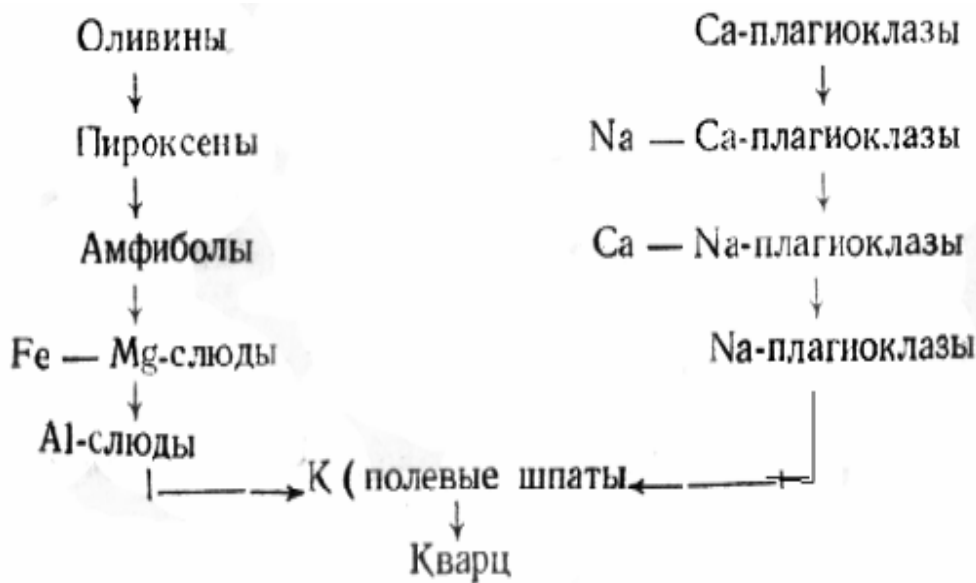 Оливины
Са-плагиоклазы
Пироксены
Na — Са-плагиоклазы
Амфиболы
Ca — Na-плагиоклазы
Fe — Mg-слюды
Na-плагиоклазы
Al-слюды
К ( полевые шпаты
Кварц